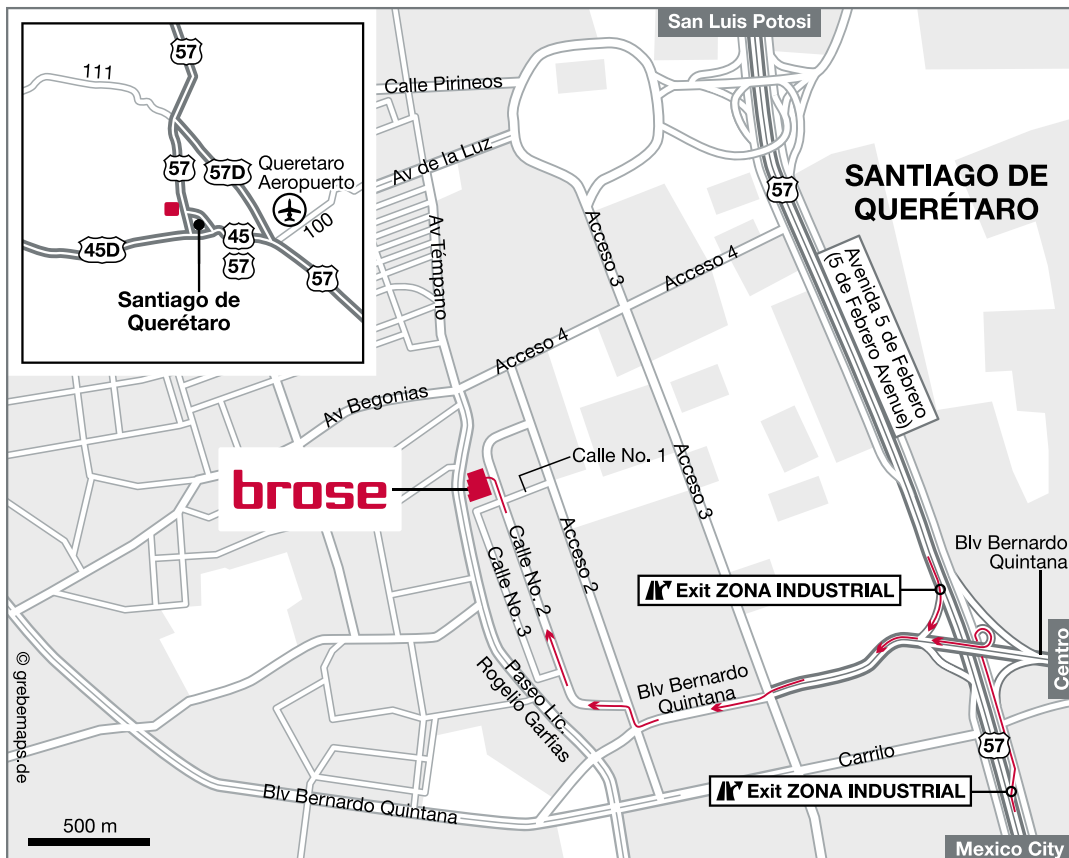 San Luis Potosi
57
111
Calle Pirineos
57
57D
Queretaro
Aeropuerto
Av de la Luz
57
SANTIAGO DE
QUERÉTARO
100
45D
45
57
57
Av Témpano
Acceso 3
Acceso 4
Santiago de
Querétaro
Avenida 5 de Febrero
(5 de Febrero Avenue)
Acceso 4
Av Begonias
Calle No. 1
brose
Acceso 3
Calle No. 2
Acceso 2
Calle No. 3
Blv Bernardo
Quintana
Exit ZONA INDUSTRIAL
Centro
Paseo Lic.
Rogelio Garfias
Blv Bernardo
Quintana
© grebemaps.de
57
Carrilo
Exit ZONA INDUSTRIAL
Blv Bernardo Quintana
500 m
Mexico City